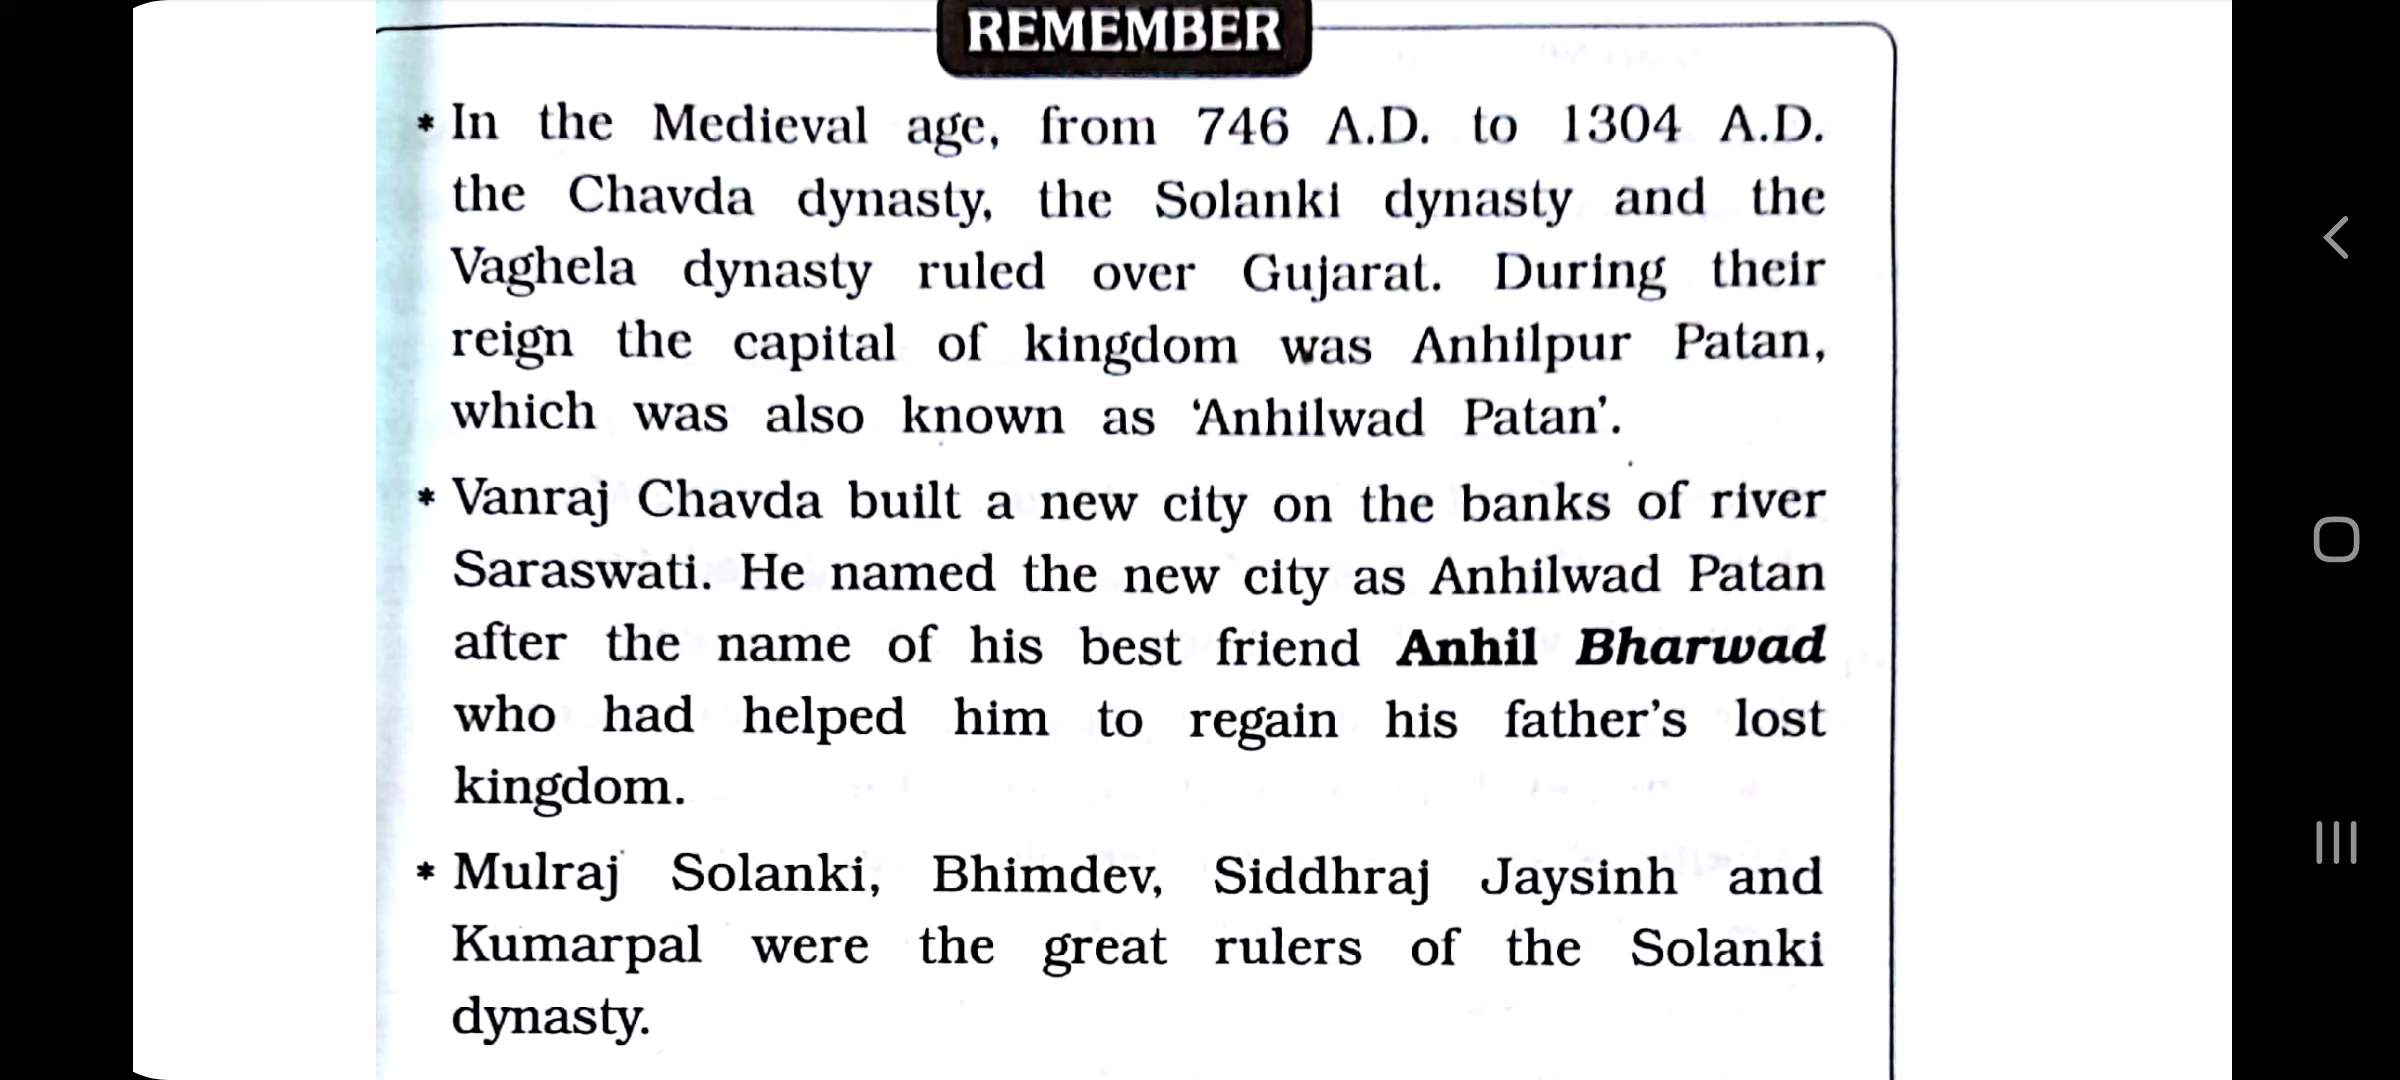 REMEMBER
* In the Medieval age, from 746 A.D. to 1304 A.D.
the Chavda dynasty, the Solanki dynasty and the
Vaghela dynasty ruled over Gujarat. During their
reign the capital of kingdom was Anhilpur Patan,
which was also known as ‘Anhilwad Patan’.
* Vanraj Chavda built a new city on the banks of river
Saraswati. He named the new city as Anhilwad Patan
after the name of his best friend Anhil Bharwad
who had helped him to regain his father’s lost
kingdom.
* Mulraj Solanki, Bhimdev, Siddhraj Jaysinh and
Kumarpal were the great rulers of the Solanki
dynasty.